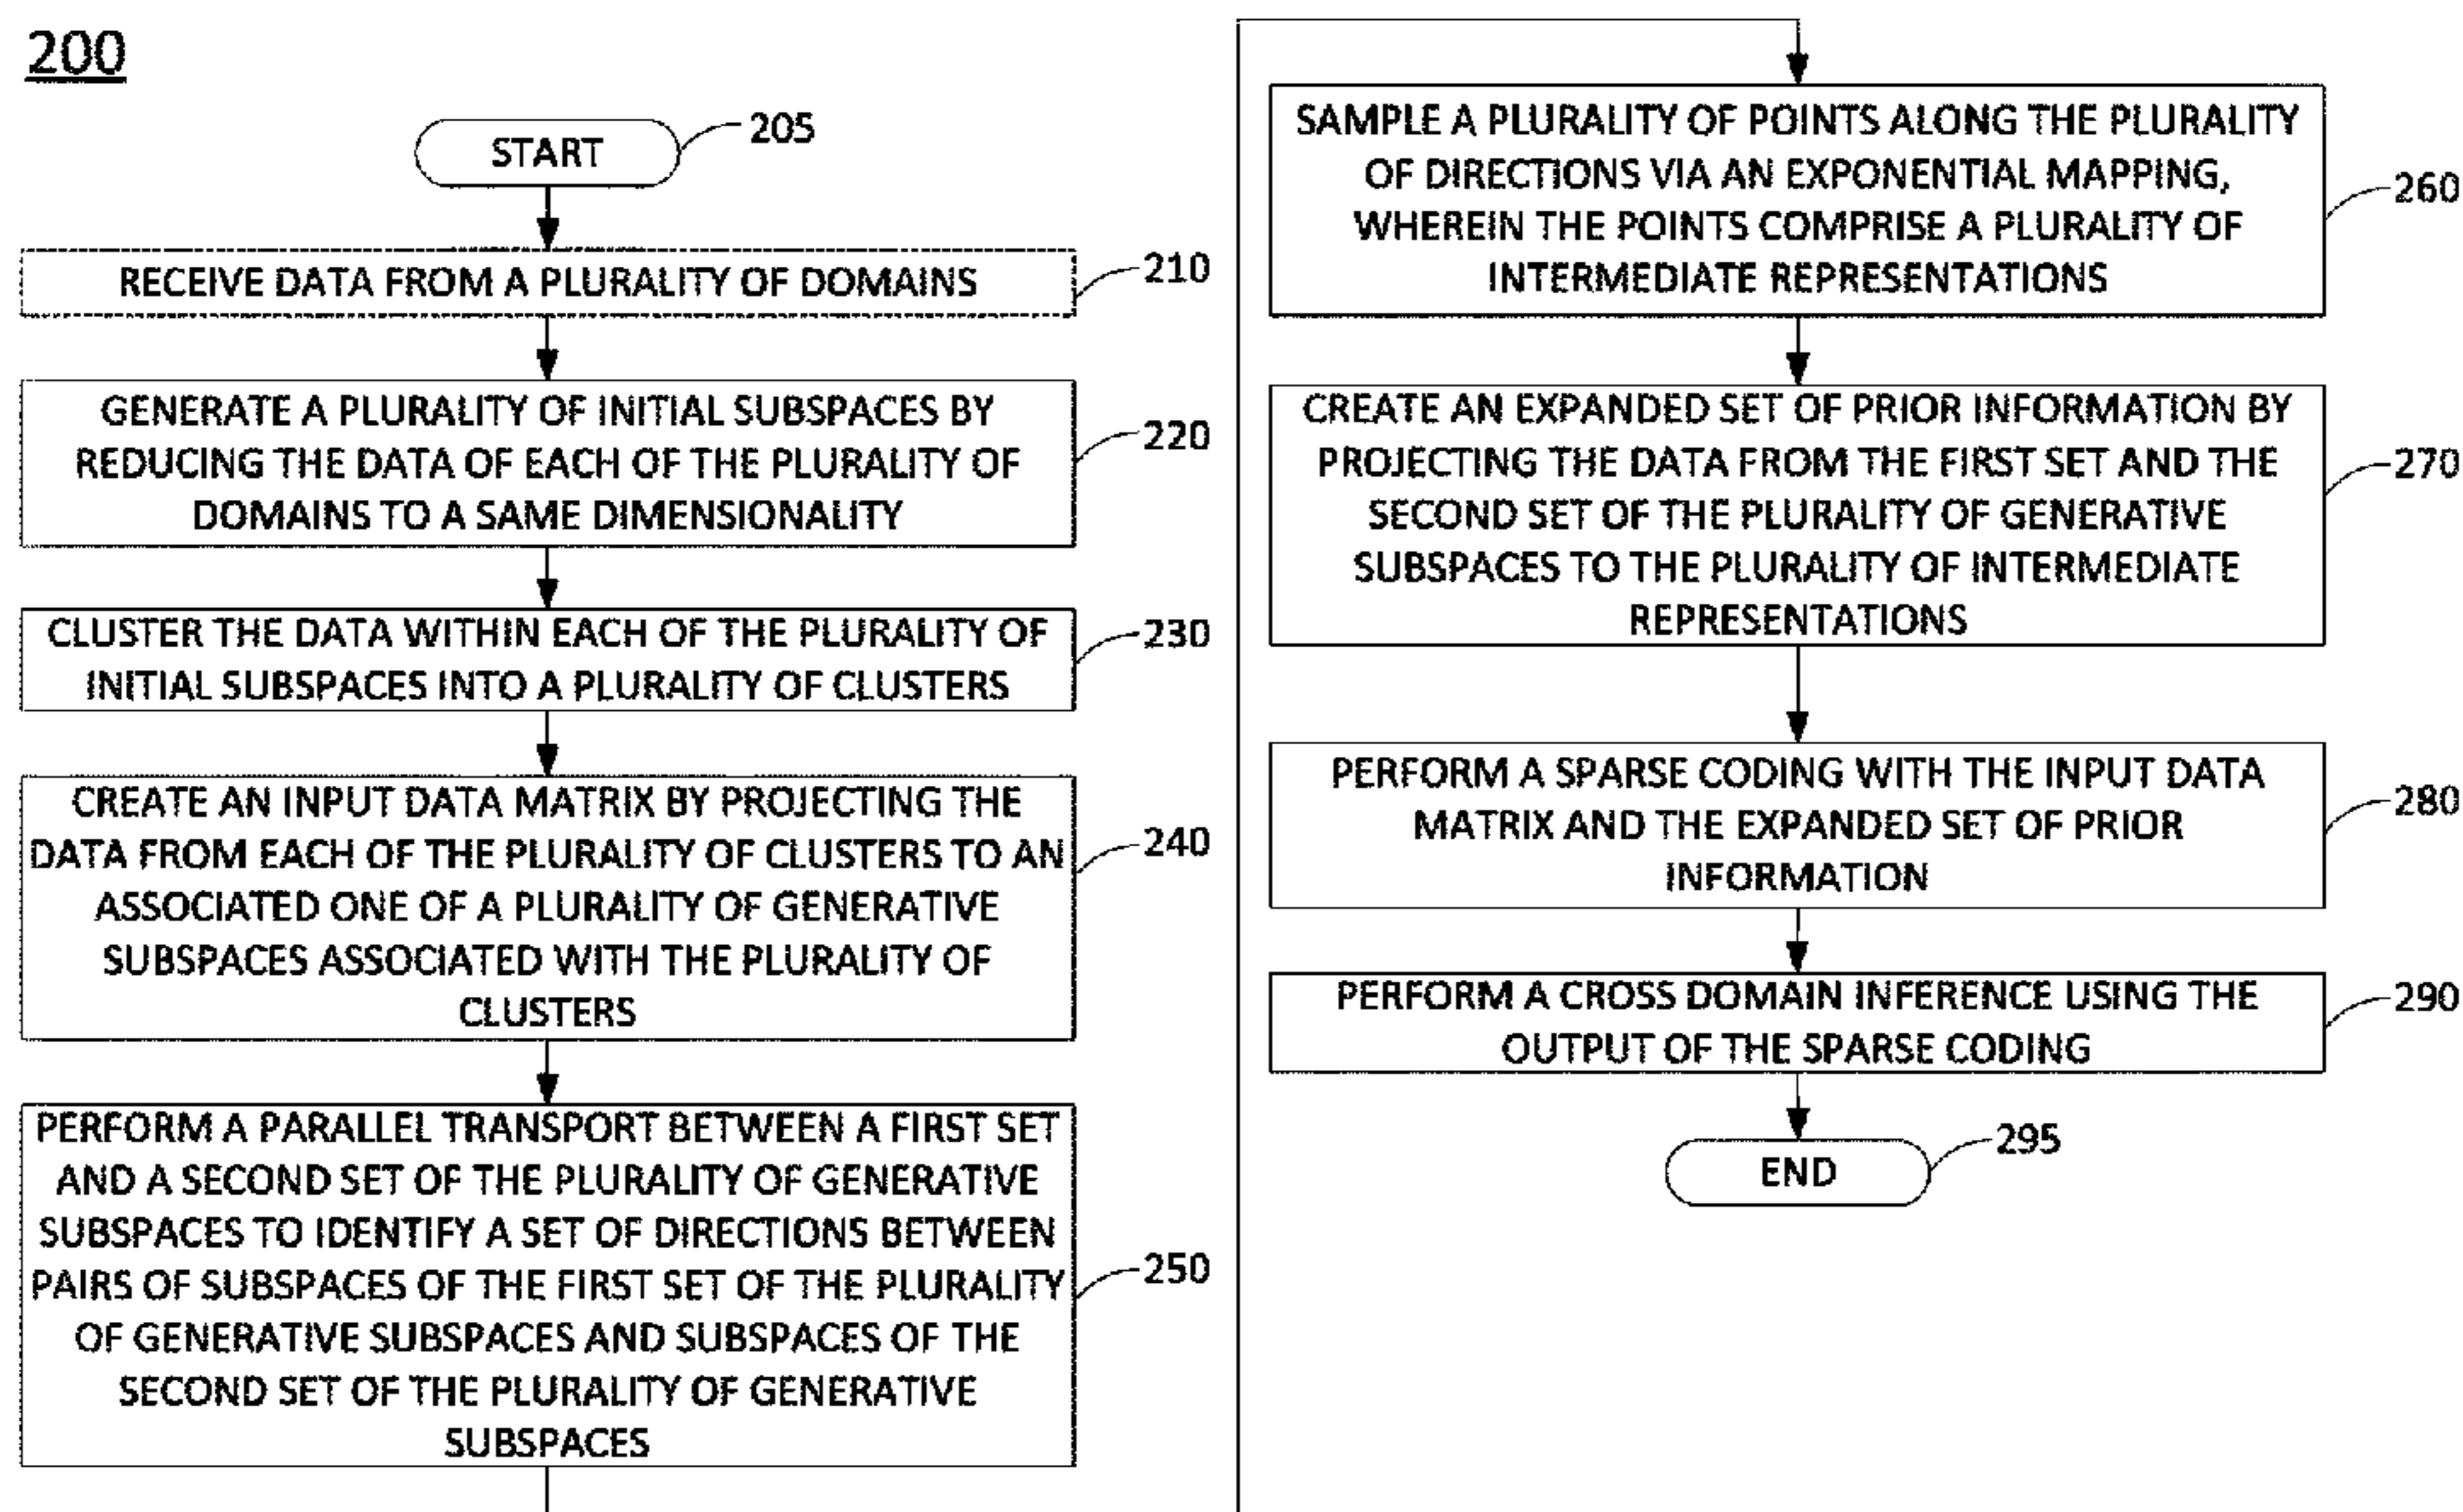 200
START
205
RECEIVE DATA FROM A PLURALITY OF DOMAINS
210
GENERATE A PLURALITY OF INITIAL SUBSPACES BY
REDUCING THE DATA OF EACH OF THE PLURALITY OF
DOMAINS TO A SAME DIMENSIONALITY
220
CLUSTER THE DATA WITHIN EACH OF THE PLURALITY OF
INITIAL SUBSPACES INTO A PLURALITY OF CLUSTERS
230
CREATE AN INPUT DATA MATRIX BY PROJECTING THE
DATA FROM EACH OF THE PLURALITY OF CLUSTERS TO AN
ASSOCIATED ONE OF A PLURALITY OF GENERATIVE
SUBSPACES ASSOCIATED WITH THE PLURALITY OF
CLUSTERS
240
PERFORM A PARALLEL TRANSPORT BETWEEN A FIRST SET
AND A SECOND SET OF THE PLURALITY OF GENERATIVE
SUBSPACES TO IDENTIFY A SET OF DIRECTIONS BETWEEN
PAIRS OF SUBSPACES OF THE FIRST SET OF THE PLURALITY
OF GENERATIVE SUBSPACES AND SUBSPACES OF THE
SECOND SET OF THE PLURALITY OF GENERATIVE
SUBSPACES
250
SAMPLE A PLURALITY OF POINTS ALONG THE PLURALITY
OF DIRECTIONS VIA AN EXPONENTIAL MAPPING,
WHEREIN THE POINTS COMPRISE A PLURALITY OF
INTERMEDIATE REPRESENTATIONS
260
CREATE AN EXPANDED SET OF PRIOR INFORMATION BY
PROJECTING THE DATA FROM THE FIRST SET AND THE
SECOND SET OF THE PLURALITY OF GENERATIVE
SUBSPACES TO THE PLURALITY OF INTERMEDIATE
REPRESENTATIONS
270
PERFORM A SPARSE CODING WITH THE INPUT DATA
MATRIX AND THE EXPANDED SET OF PRIOR
INFORMATION
280
PERFORM A CROSS DOMAIN INFERENCE USING THE
OUTPUT OF THE SPARSE CODING
290
END
295